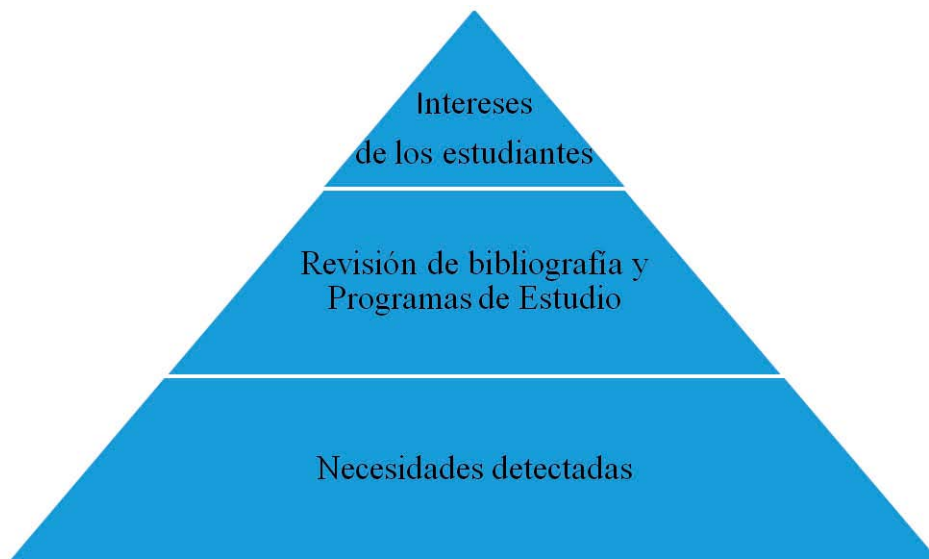 Intereses
de los estudiantes
Revisión de bibliografía y
Programas de Estudio
Necesidades detectadas